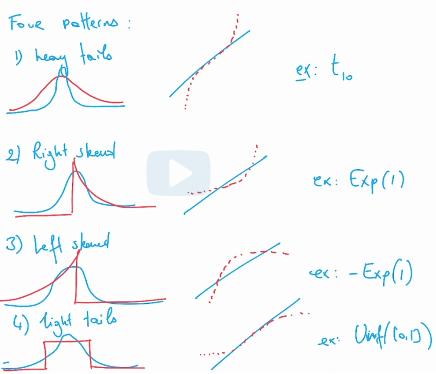 Four patterns:
1) heavy tails
ex: t₁₀
2) Right skewed
ex: Exp(1)
3) Left skewed
ex: -Exp(1)
4) light tails
ex: Unif([0,1])